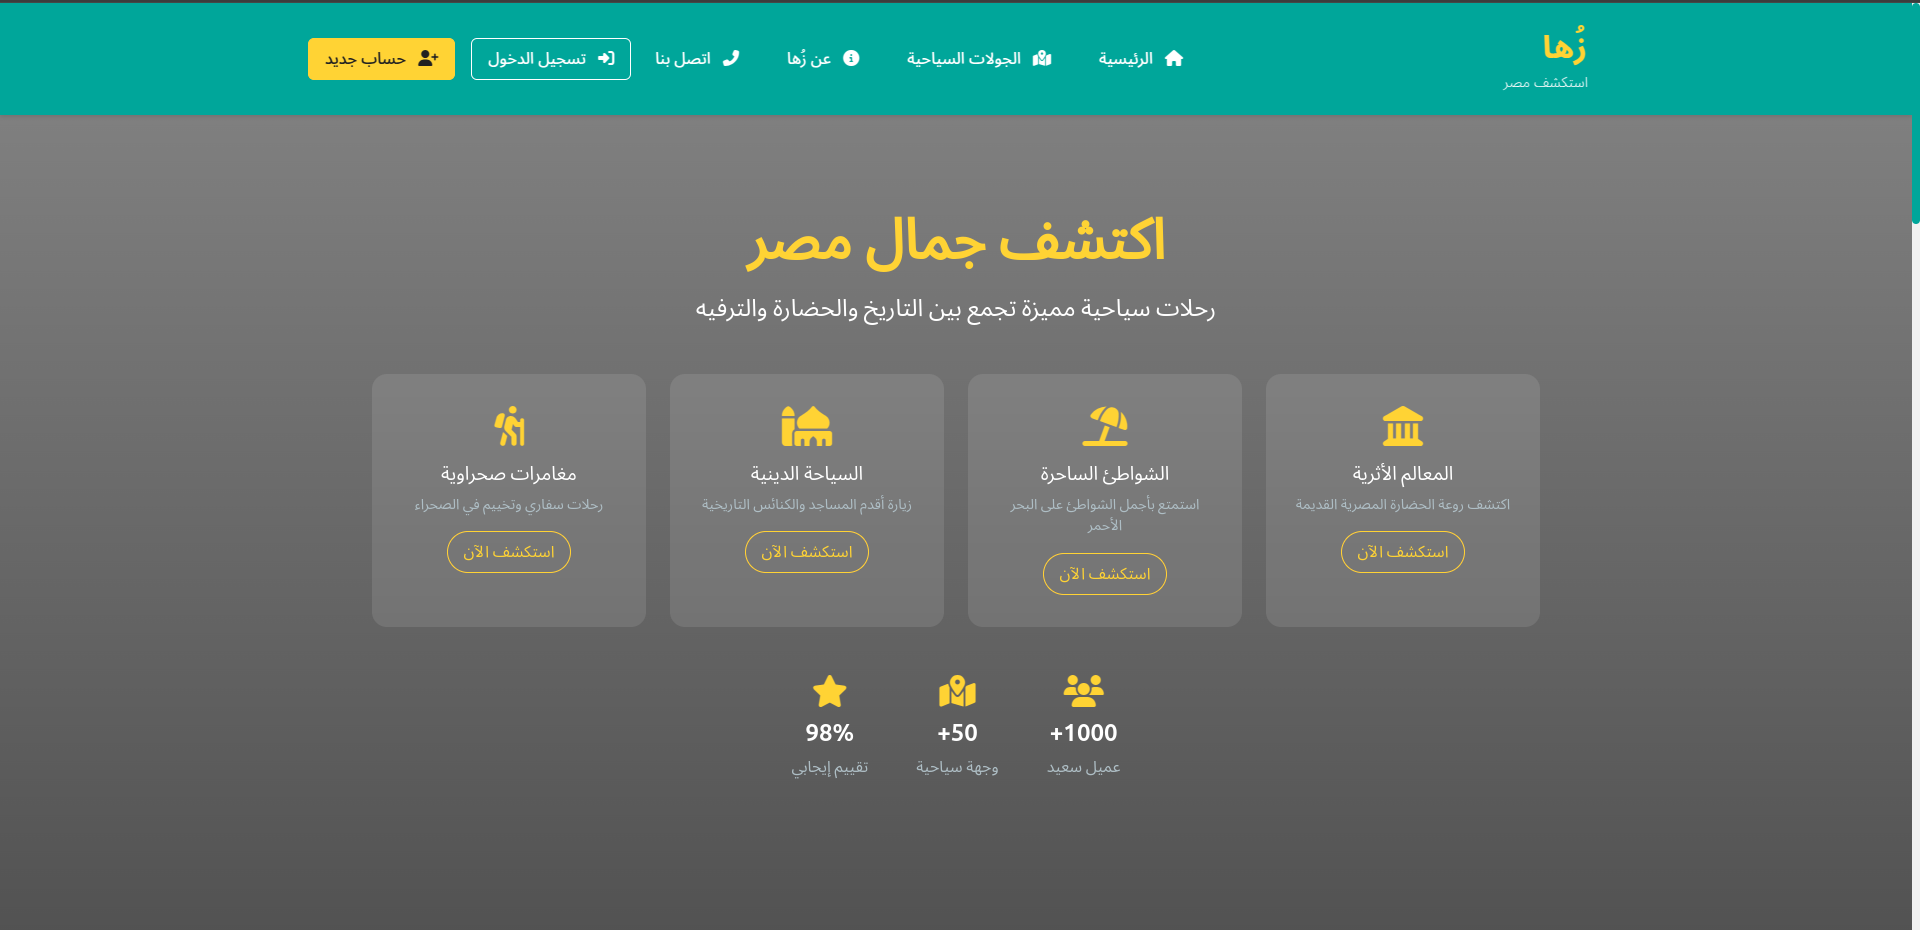 زُها
استكشف مصر
الرئيسية
الجولات السياحية
عن زُها
اتصل بنا
تسجيل الدخول
حساب جديد
اكتشف جمال مصر
رحلات سياحية مميزة تجمع بين التاريخ والحضارة والترفيه
المعالم الأثرية
اكتشف روعة الحضارة المصرية القديمة
استكشف الآن
الشواطئ الساحرة
استمتع بأجمل الشواطئ على البحر
الأحمر
استكشف الآن
السياحة الدينية
زيارة أقدم المساجد والكنائس التاريخية
استكشف الآن
مغامرات صحراوية
رحلات سفاري وتخييم في الصحراء
استكشف الآن
+1000
عميل سعيد
+50
وجهة سياحية
98%
تقييم إيجابي